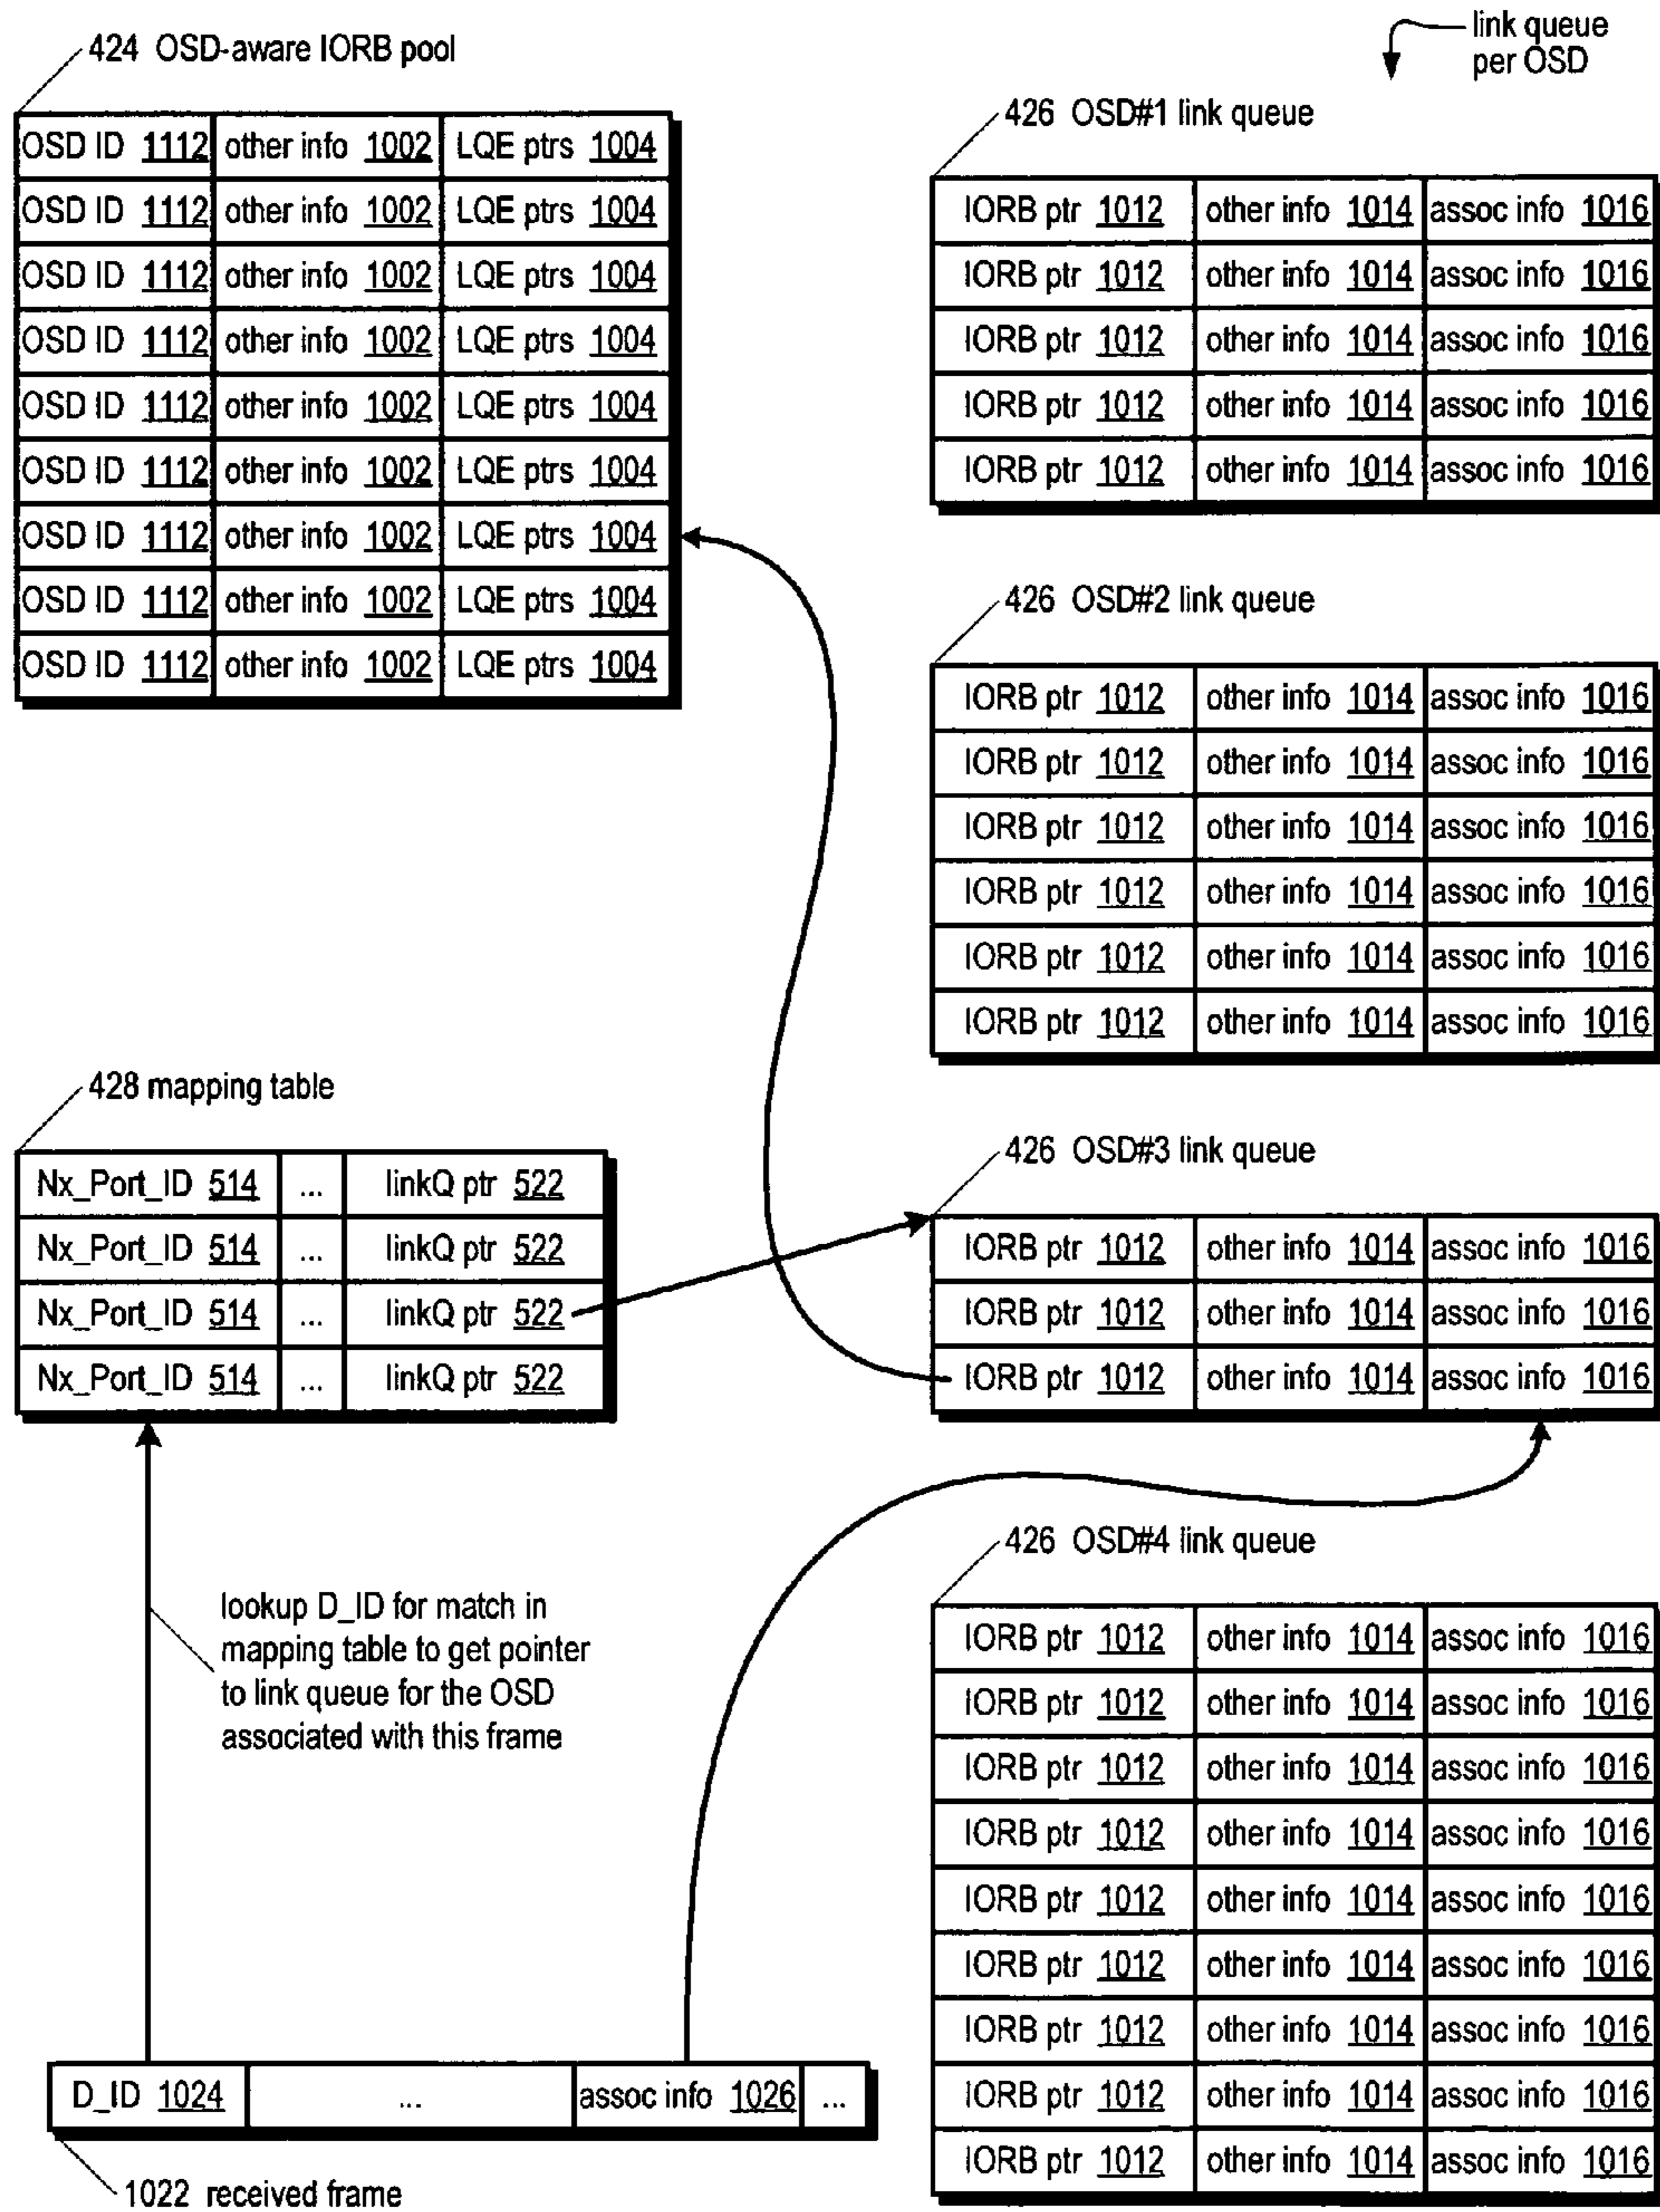 424 OSD-aware IORB pool
OSD ID 1112 other info 1002 LQE ptrs 1004
OSD ID 1112 other info 1002 LQE ptrs 1004
OSD ID 1112 other info 1002 LQE ptrs 1004
OSD ID 1112 other info 1002 LQE ptrs 1004
OSD ID 1112 other info 1002 LQE ptrs 1004
OSD ID 1112 other info 1002 LQE ptrs 1004
OSD ID 1112 other info 1002 LQE ptrs 1004
OSD ID 1112 other info 1002 LQE ptrs 1004
OSD ID 1112 other info 1002 LQE ptrs 1004
link queue
per OSD
426 OSD#1 link queue
IORB ptr 1012 other info 1014 assoc info 1016
IORB ptr 1012 other info 1014 assoc info 1016
IORB ptr 1012 other info 1014 assoc info 1016
IORB ptr 1012 other info 1014 assoc info 1016
IORB ptr 1012 other info 1014 assoc info 1016
426 OSD#2 link queue
IORB ptr 1012 other info 1014 assoc info 1016
IORB ptr 1012 other info 1014 assoc info 1016
IORB ptr 1012 other info 1014 assoc info 1016
IORB ptr 1012 other info 1014 assoc info 1016
IORB ptr 1012 other info 1014 assoc info 1016
IORB ptr 1012 other info 1014 assoc info 1016
428 mapping table
Nx_Port_ID 514 ... linkQ ptr 522
Nx_Port_ID 514 ... linkQ ptr 522
Nx_Port_ID 514 ... linkQ ptr 522
Nx_Port_ID 514 ... linkQ ptr 522
426 OSD#3 link queue
IORB ptr 1012 other info 1014 assoc info 1016
IORB ptr 1012 other info 1014 assoc info 1016
IORB ptr 1012 other info 1014 assoc info 1016
lookup D_ID for match in
mapping table to get pointer
to link queue for the OSD
associated with this frame
426 OSD#4 link queue
IORB ptr 1012 other info 1014 assoc info 1016
IORB ptr 1012 other info 1014 assoc info 1016
IORB ptr 1012 other info 1014 assoc info 1016
IORB ptr 1012 other info 1014 assoc info 1016
IORB ptr 1012 other info 1014 assoc info 1016
IORB ptr 1012 other info 1014 assoc info 1016
IORB ptr 1012 other info 1014 assoc info 1016
IORB ptr 1012 other info 1014 assoc info 1016
IORB ptr 1012 other info 1014 assoc info 1016
D_ID 1024 ... assoc info 1026 ...
1022 received frame